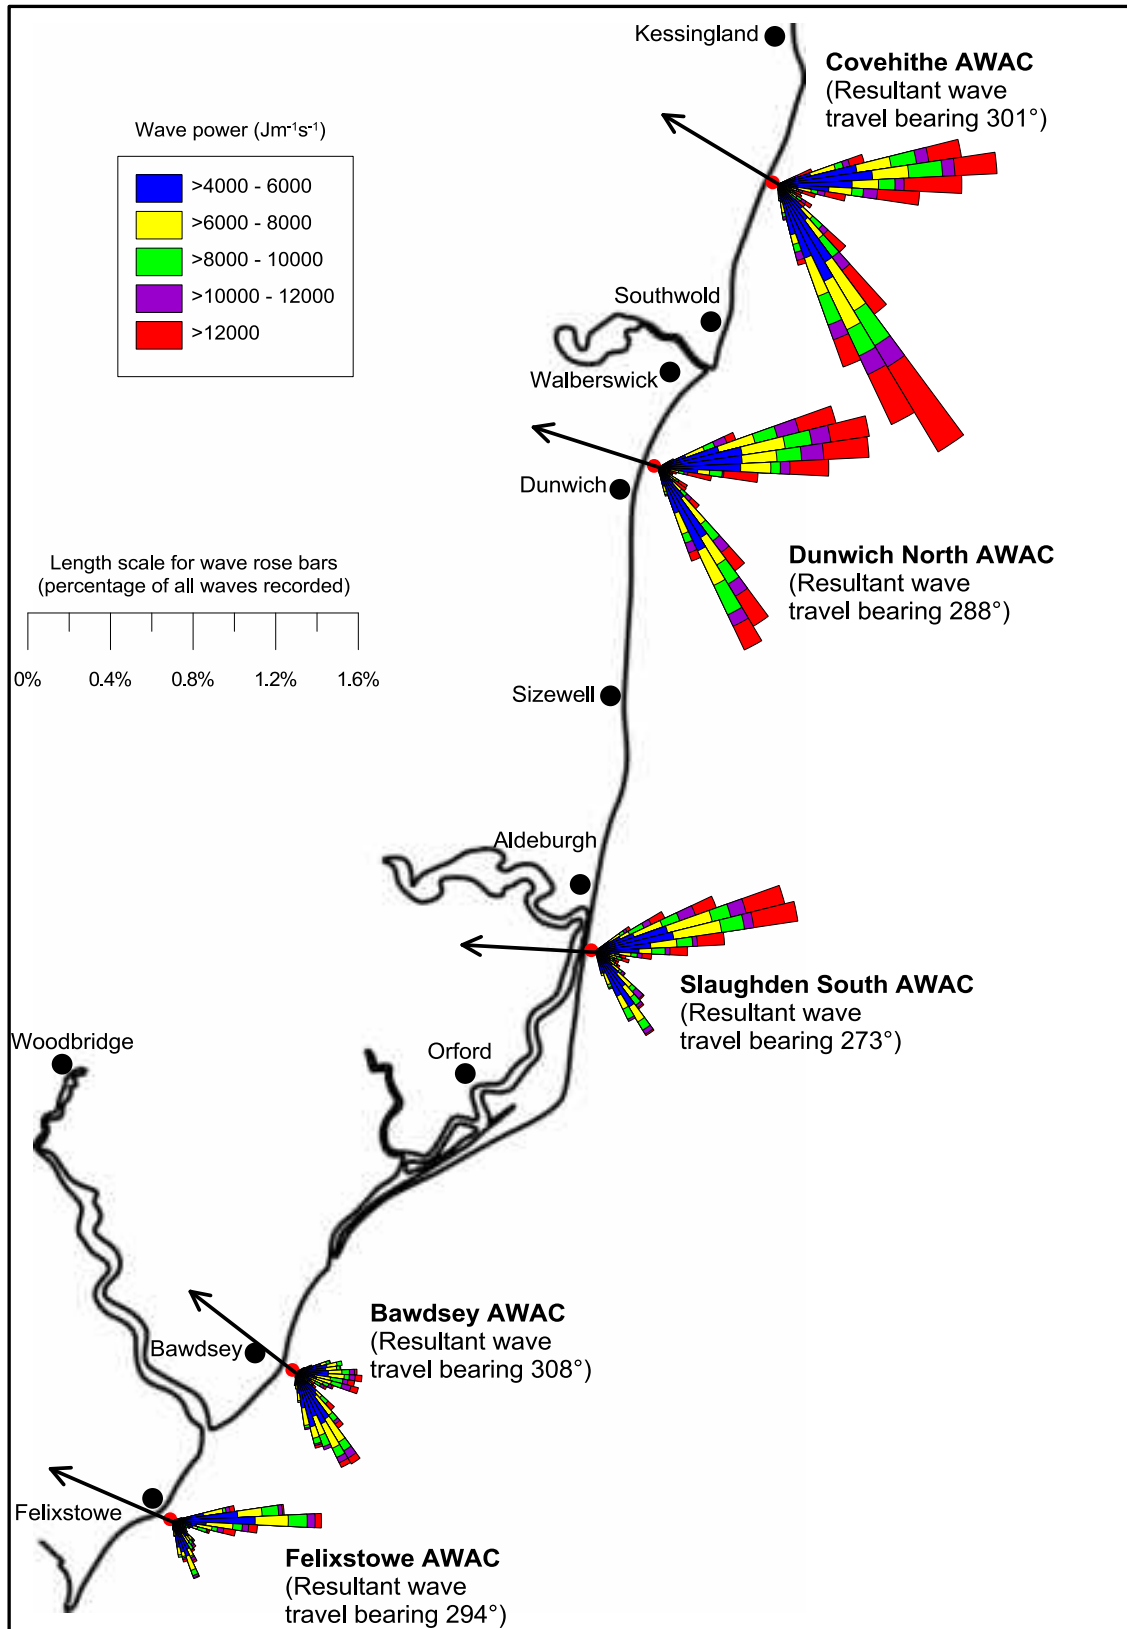 Kessingland
Covehithe AWAC
(Resultant wave
travel bearing 301°)
Wave power (Jm⁻¹s⁻¹)
>4000 - 6000
>6000 - 8000
>8000 - 10000
>10000 - 12000
>12000
Southwold
Walberswick
Dunwich
Dunwich North AWAC
(Resultant wave
travel bearing 288°)
Length scale for wave rose bars
(percentage of all waves recorded)
0% 0.4% 0.8% 1.2% 1.6%
Sizewell
Aldeburgh
Slaughden South AWAC
(Resultant wave
travel bearing 273°)
Woodbridge
Orford
Bawdsey AWAC
(Resultant wave
travel bearing 308°)
Bawdsey
Felixstowe
Felixstowe AWAC
(Resultant wave
travel bearing 294°)